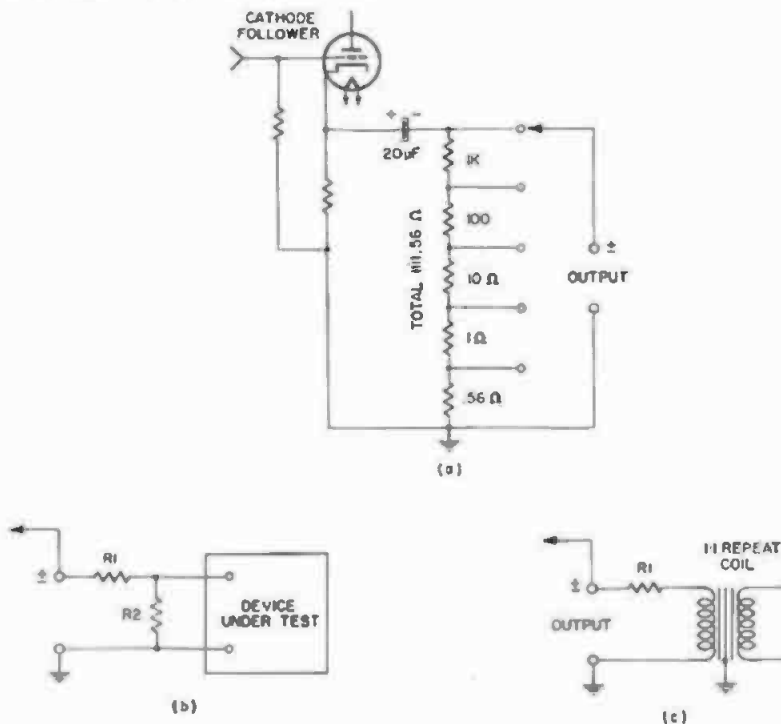 CATHODE
FOLLOWER
+ -
20µF
1K
100
10 Ω
1 Ω
.56 Ω
TOTAL 1111.56 Ω
±
OUTPUT
(a)
±
R1
R2
DEVICE
UNDER TEST
(b)
±
OUTPUT
R1
1:1 REPEAT
COIL
(c)